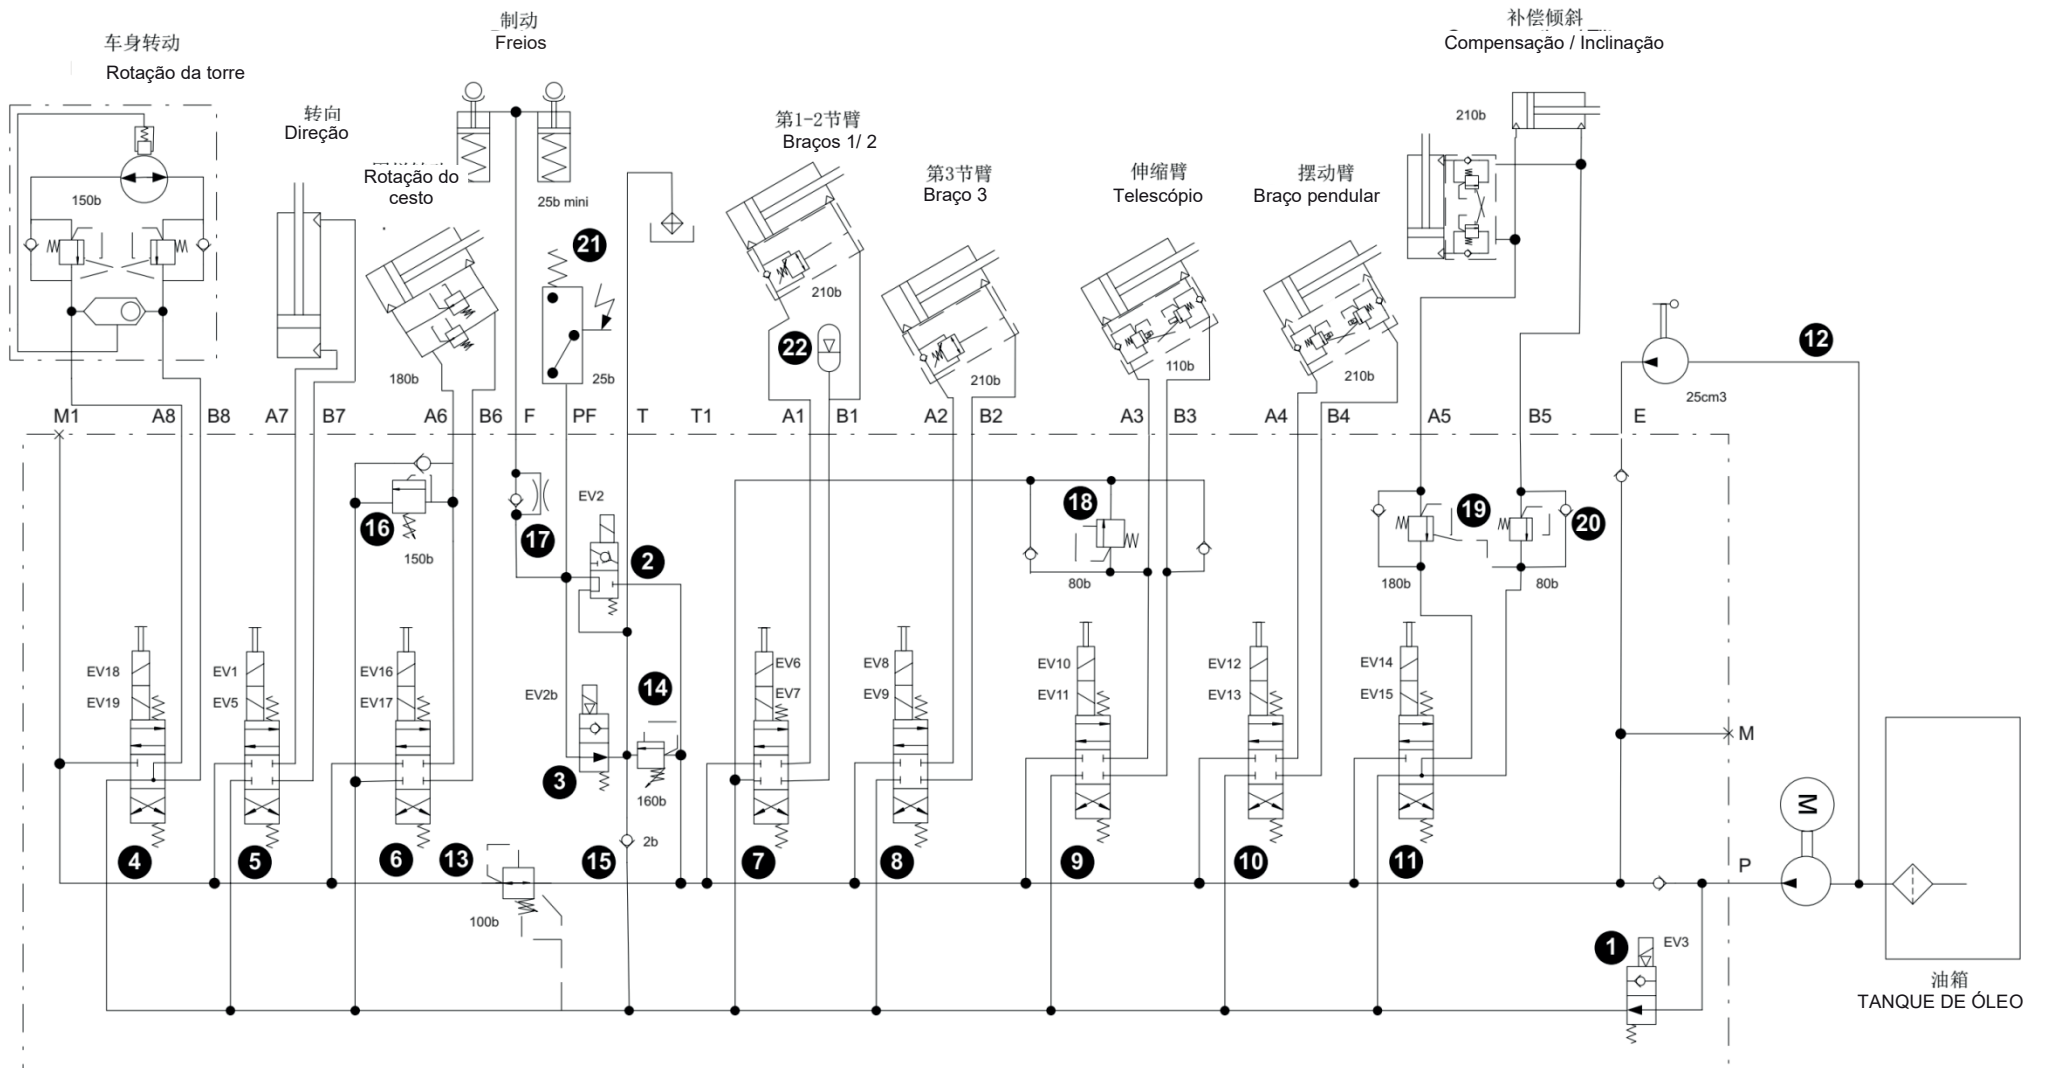 制动
Freios
补偿倾斜
Compensação / Inclinação
车身转动
Rotação da torre
转向
Direção
Rotação do
cesto
第1-2节臂
Braços 1/ 2
第3节臂
Braço 3
伸缩臂
Telescópio
摆动臂
Braço pendular
210b
150b
25b mini
21
210b
22
12
180b
25b
210b
110b
210b
25cm3
M1
A8
B8
A7
B7
A6
B6
F
PF
T
T1
A1
B1
A2
B2
A3
B3
A4
B4
A5
B5
E
16
150b
17
EV2
2
18
80b
19
20
180b
80b
EV18
EV19
EV1
EV5
EV16
EV17
EV2b
14
EV6
EV7
EV8
EV9
EV10
EV11
EV12
EV13
EV14
EV15
M
3
160b
M
4
5
6
13
15
2b
7
8
9
10
11
P
100b
1
EV3
油箱
TANQUE DE ÓLEO